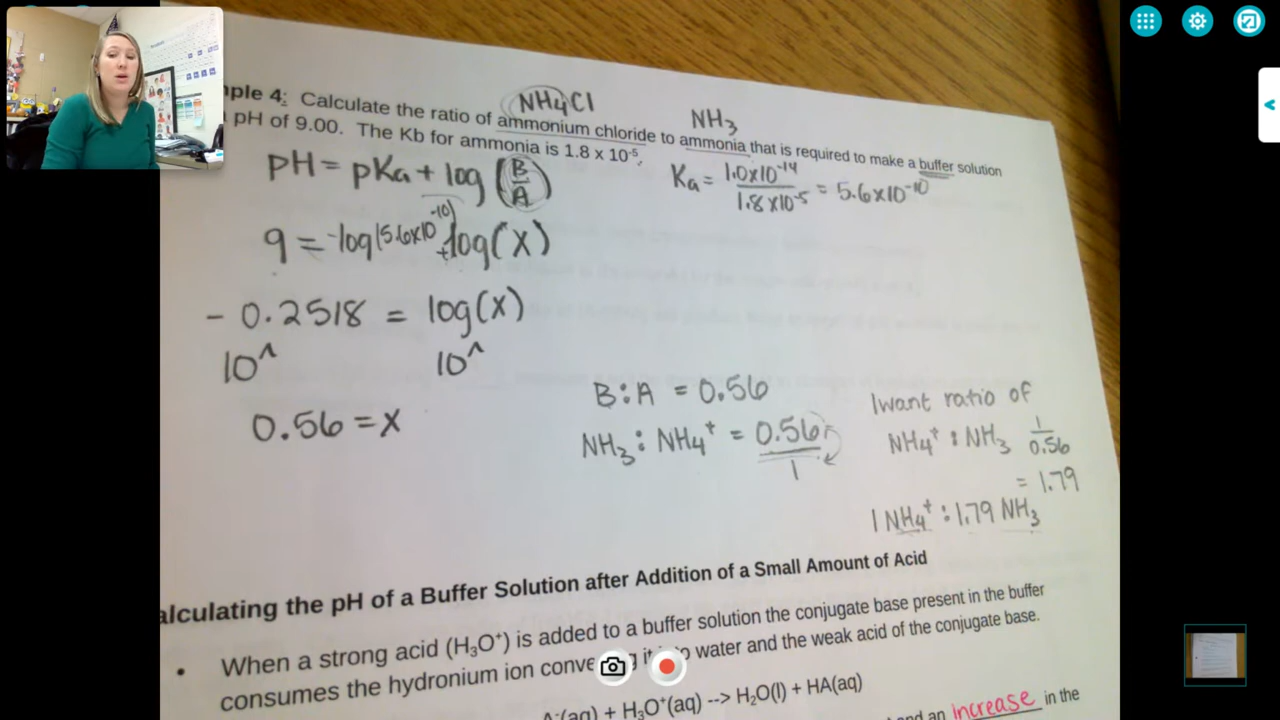 ple 4: Calculate the ratio of ammonium chloride to ammonia that is required to make a buffer solution
NH4Cl
NH3
pH of 9.00. The Kb for ammonia is 1.8 x 10-5.
pH = pKa + log (B/A)
Ka = 1.0x10-14 / 1.8x10-5 = 5.6x10-10
9 = -log(5.6x10-10) + log(x)
- 0.2518 = log(x)
10^ 10^
0.56 = x
B:A = 0.56
NH3 : NH4+ = 0.56 / 1
I want ratio of
NH4+ : NH3 1/0.56
= 1.79
1 NH4+ : 1.79 NH3
alculating the pH of a Buffer Solution after Addition of a Small Amount of Acid
• When a strong acid (H3O+) is added to a buffer solution the conjugate base present in the buffer
consumes the hydronium ion conve it to water and the weak acid of the conjugate base.
A-(aq) + H3O+(aq) --> H2O(l) + HA(aq)
and an increase in the